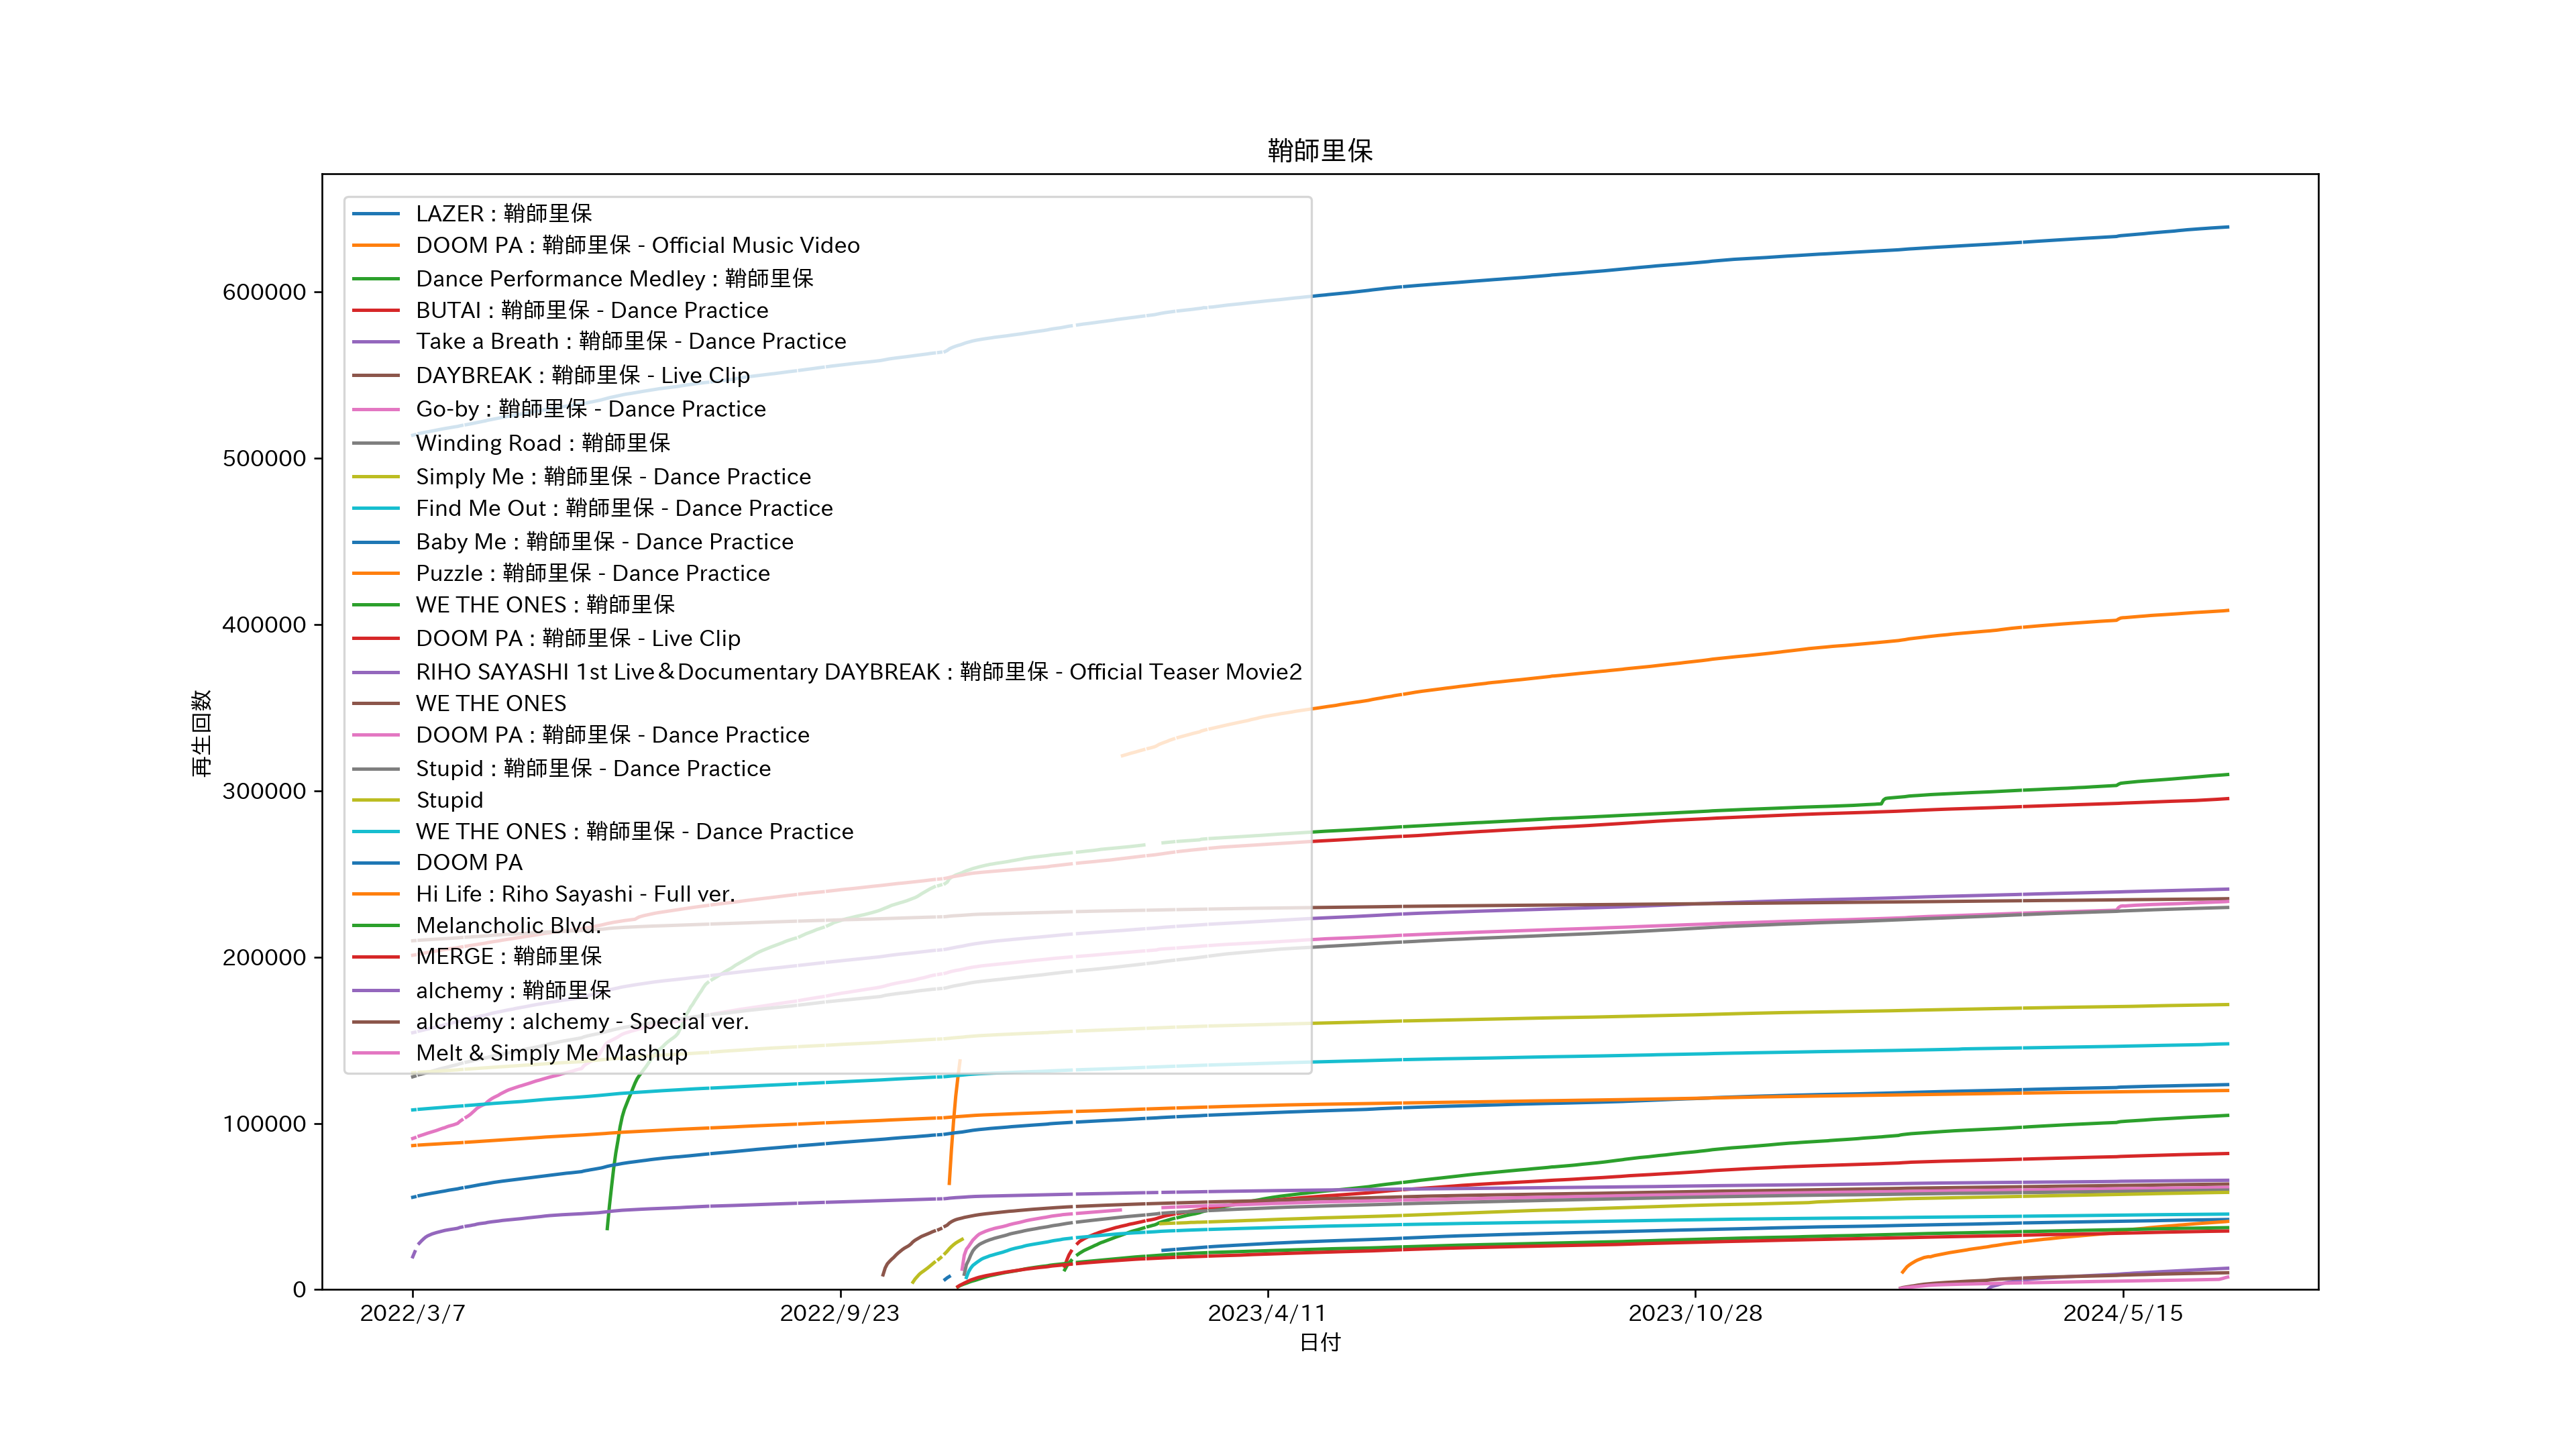 鞘師里保
LAZER : 鞘師里保
DOOM PA : 鞘師里保 - Official Music Video
Dance Performance Medley : 鞘師里保
BUTAI : 鞘師里保 - Dance Practice
Take a Breath : 鞘師里保 - Dance Practice
DAYBREAK : 鞘師里保 - Live Clip
Go-by : 鞘師里保 - Dance Practice
Winding Road : 鞘師里保
Simply Me : 鞘師里保 - Dance Practice
Find Me Out : 鞘師里保 - Dance Practice
Baby Me : 鞘師里保 - Dance Practice
Puzzle : 鞘師里保 - Dance Practice
WE THE ONES : 鞘師里保
DOOM PA : 鞘師里保 - Live Clip
RIHO SAYASHI 1st Live＆Documentary DAYBREAK : 鞘師里保 - Official Teaser Movie2
WE THE ONES
DOOM PA : 鞘師里保 - Dance Practice
Stupid : 鞘師里保 - Dance Practice
Stupid
WE THE ONES : 鞘師里保 - Dance Practice
DOOM PA
Hi Life : Riho Sayashi - Full ver.
Melancholic Blvd.
MERGE : 鞘師里保
alchemy : 鞘師里保
alchemy : alchemy - Special ver.
Melt & Simply Me Mashup
600000
500000
400000
300000
200000
100000
0
再生回数
2022/3/7
2022/9/23
2023/4/11
2023/10/28
2024/5/15
日付